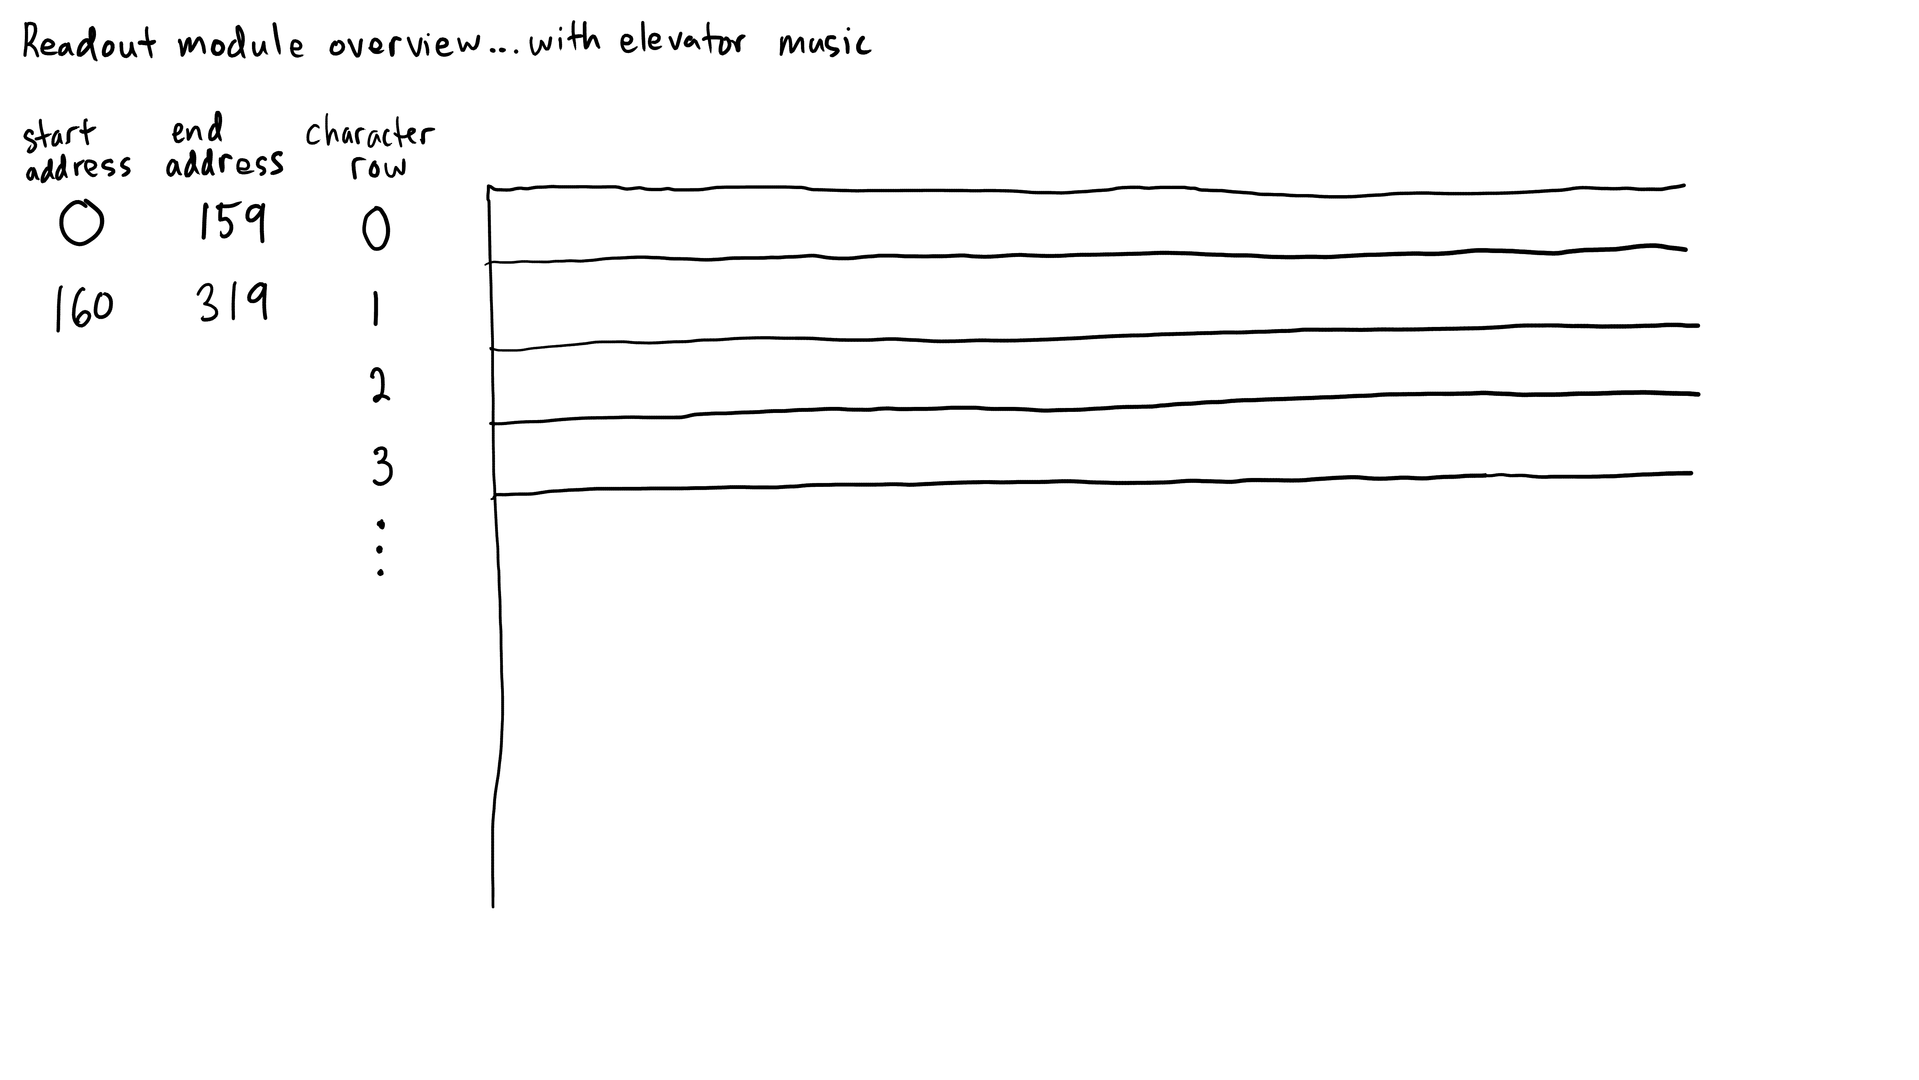 Readout module overview...with elevator music
start end character
address address row
0 159 0
160 319 1
2
3